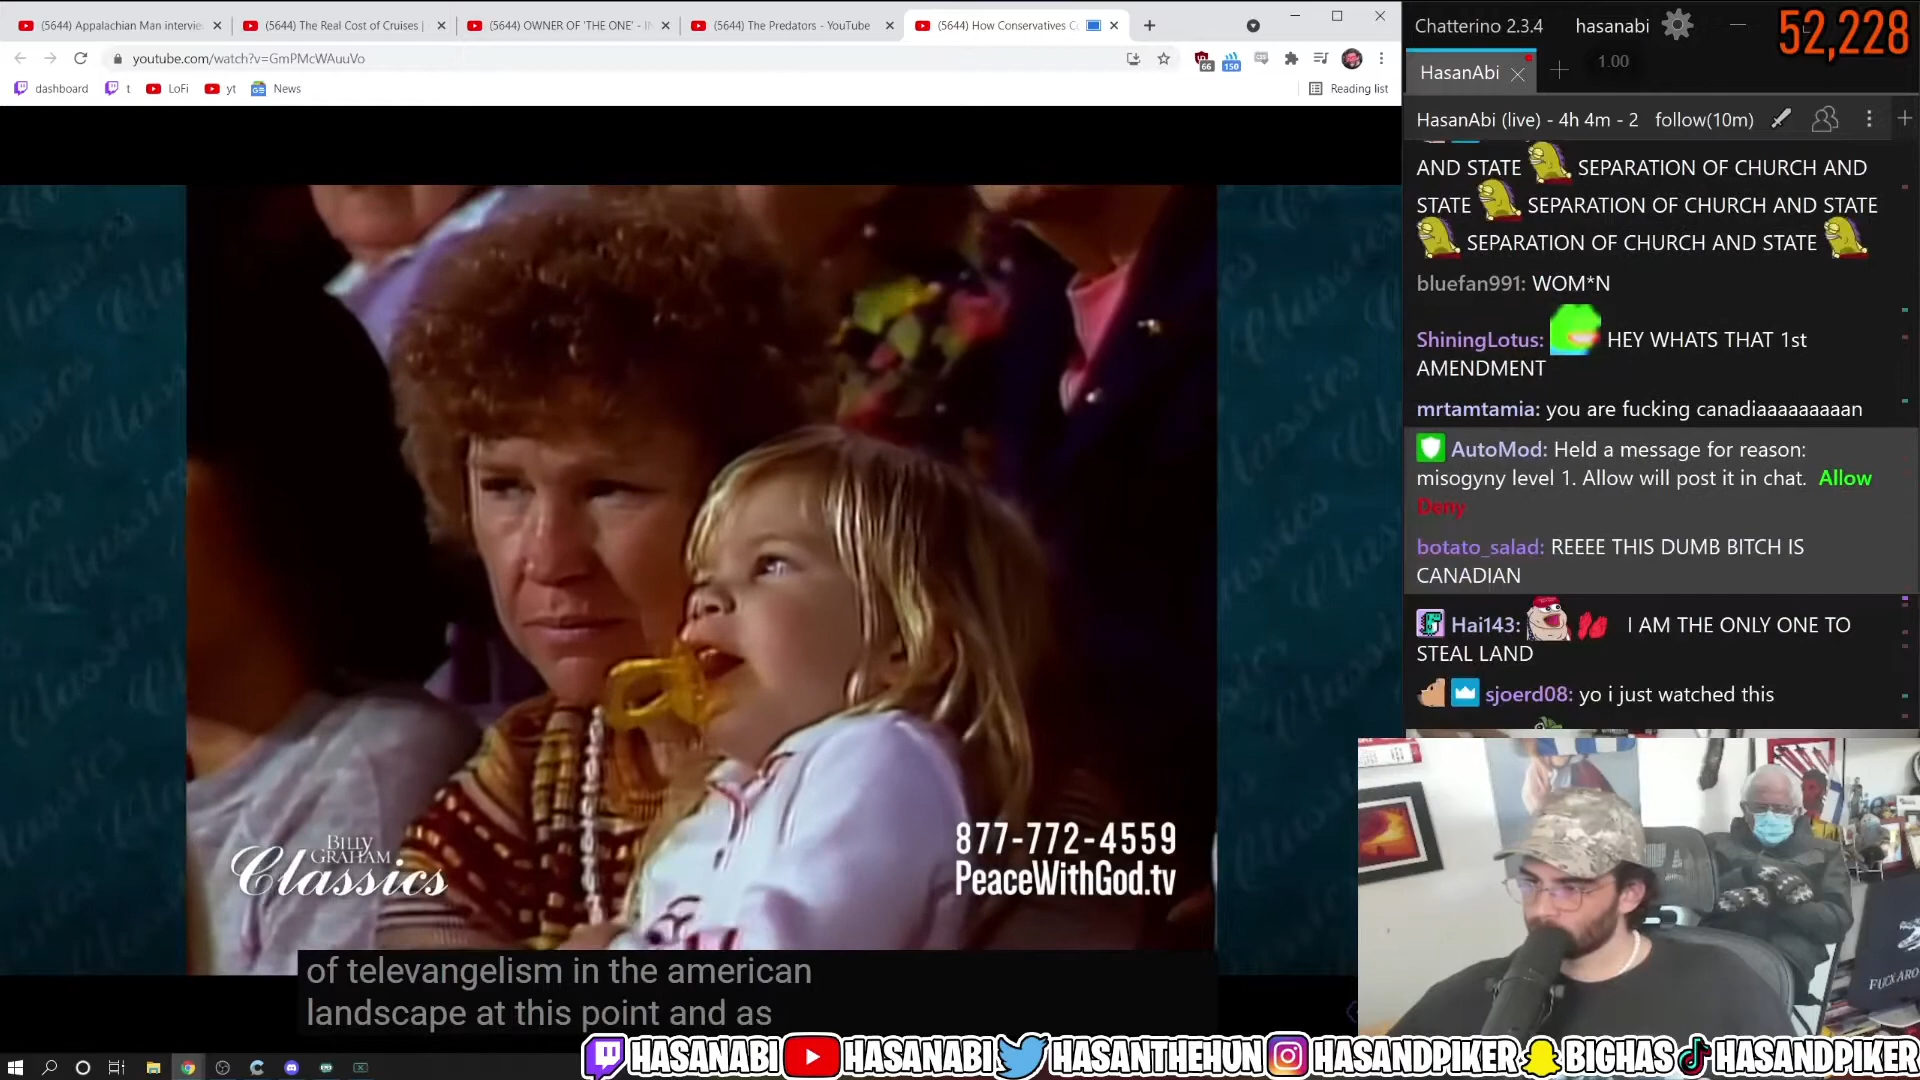 (5644) Appalachian Man intervie
(5644) The Real Cost of Cruises |
(5644) OWNER OF 'THE ONE' - I
(5644) The Predators - YouTube
(5644) How Conservatives C
youtube.com/watch?v=GmPMcWAuuVo
66
150
dashboard
t
LoFi
yt
News
Reading list
Classics
BILLY
GRAHAM
Classics
877-772-4559
PeaceWithGod.tv
of televangelism in the american
landscape at this point and as
Chatterino 2.3.4
hasanabi
52,228
HasanAbi
1.00
HasanAbi (live) - 4h 4m - 2 follow(10m)
AND STATE SEPARATION OF CHURCH AND
STATE SEPARATION OF CHURCH AND STATE
SEPARATION OF CHURCH AND STATE
bluefan991: WOM*N
ShiningLotus: HEY WHATS THAT 1st
AMENDMENT
mrtamtamia: you are fucking canadiaaaaaaaaan
AutoMod: Held a message for reason:
misogyny level 1. Allow will post it in chat. Allow
Deny
botato_salad: REEEE THIS DUMB BITCH IS
CANADIAN
Hai143: I AM THE ONLY ONE TO
STEAL LAND
sjoerd08: yo i just watched this
FUCK ARO
HASANABI HASANABI HASANTHEHUN HASANDPIKER BIGHAS HASANDPIKER